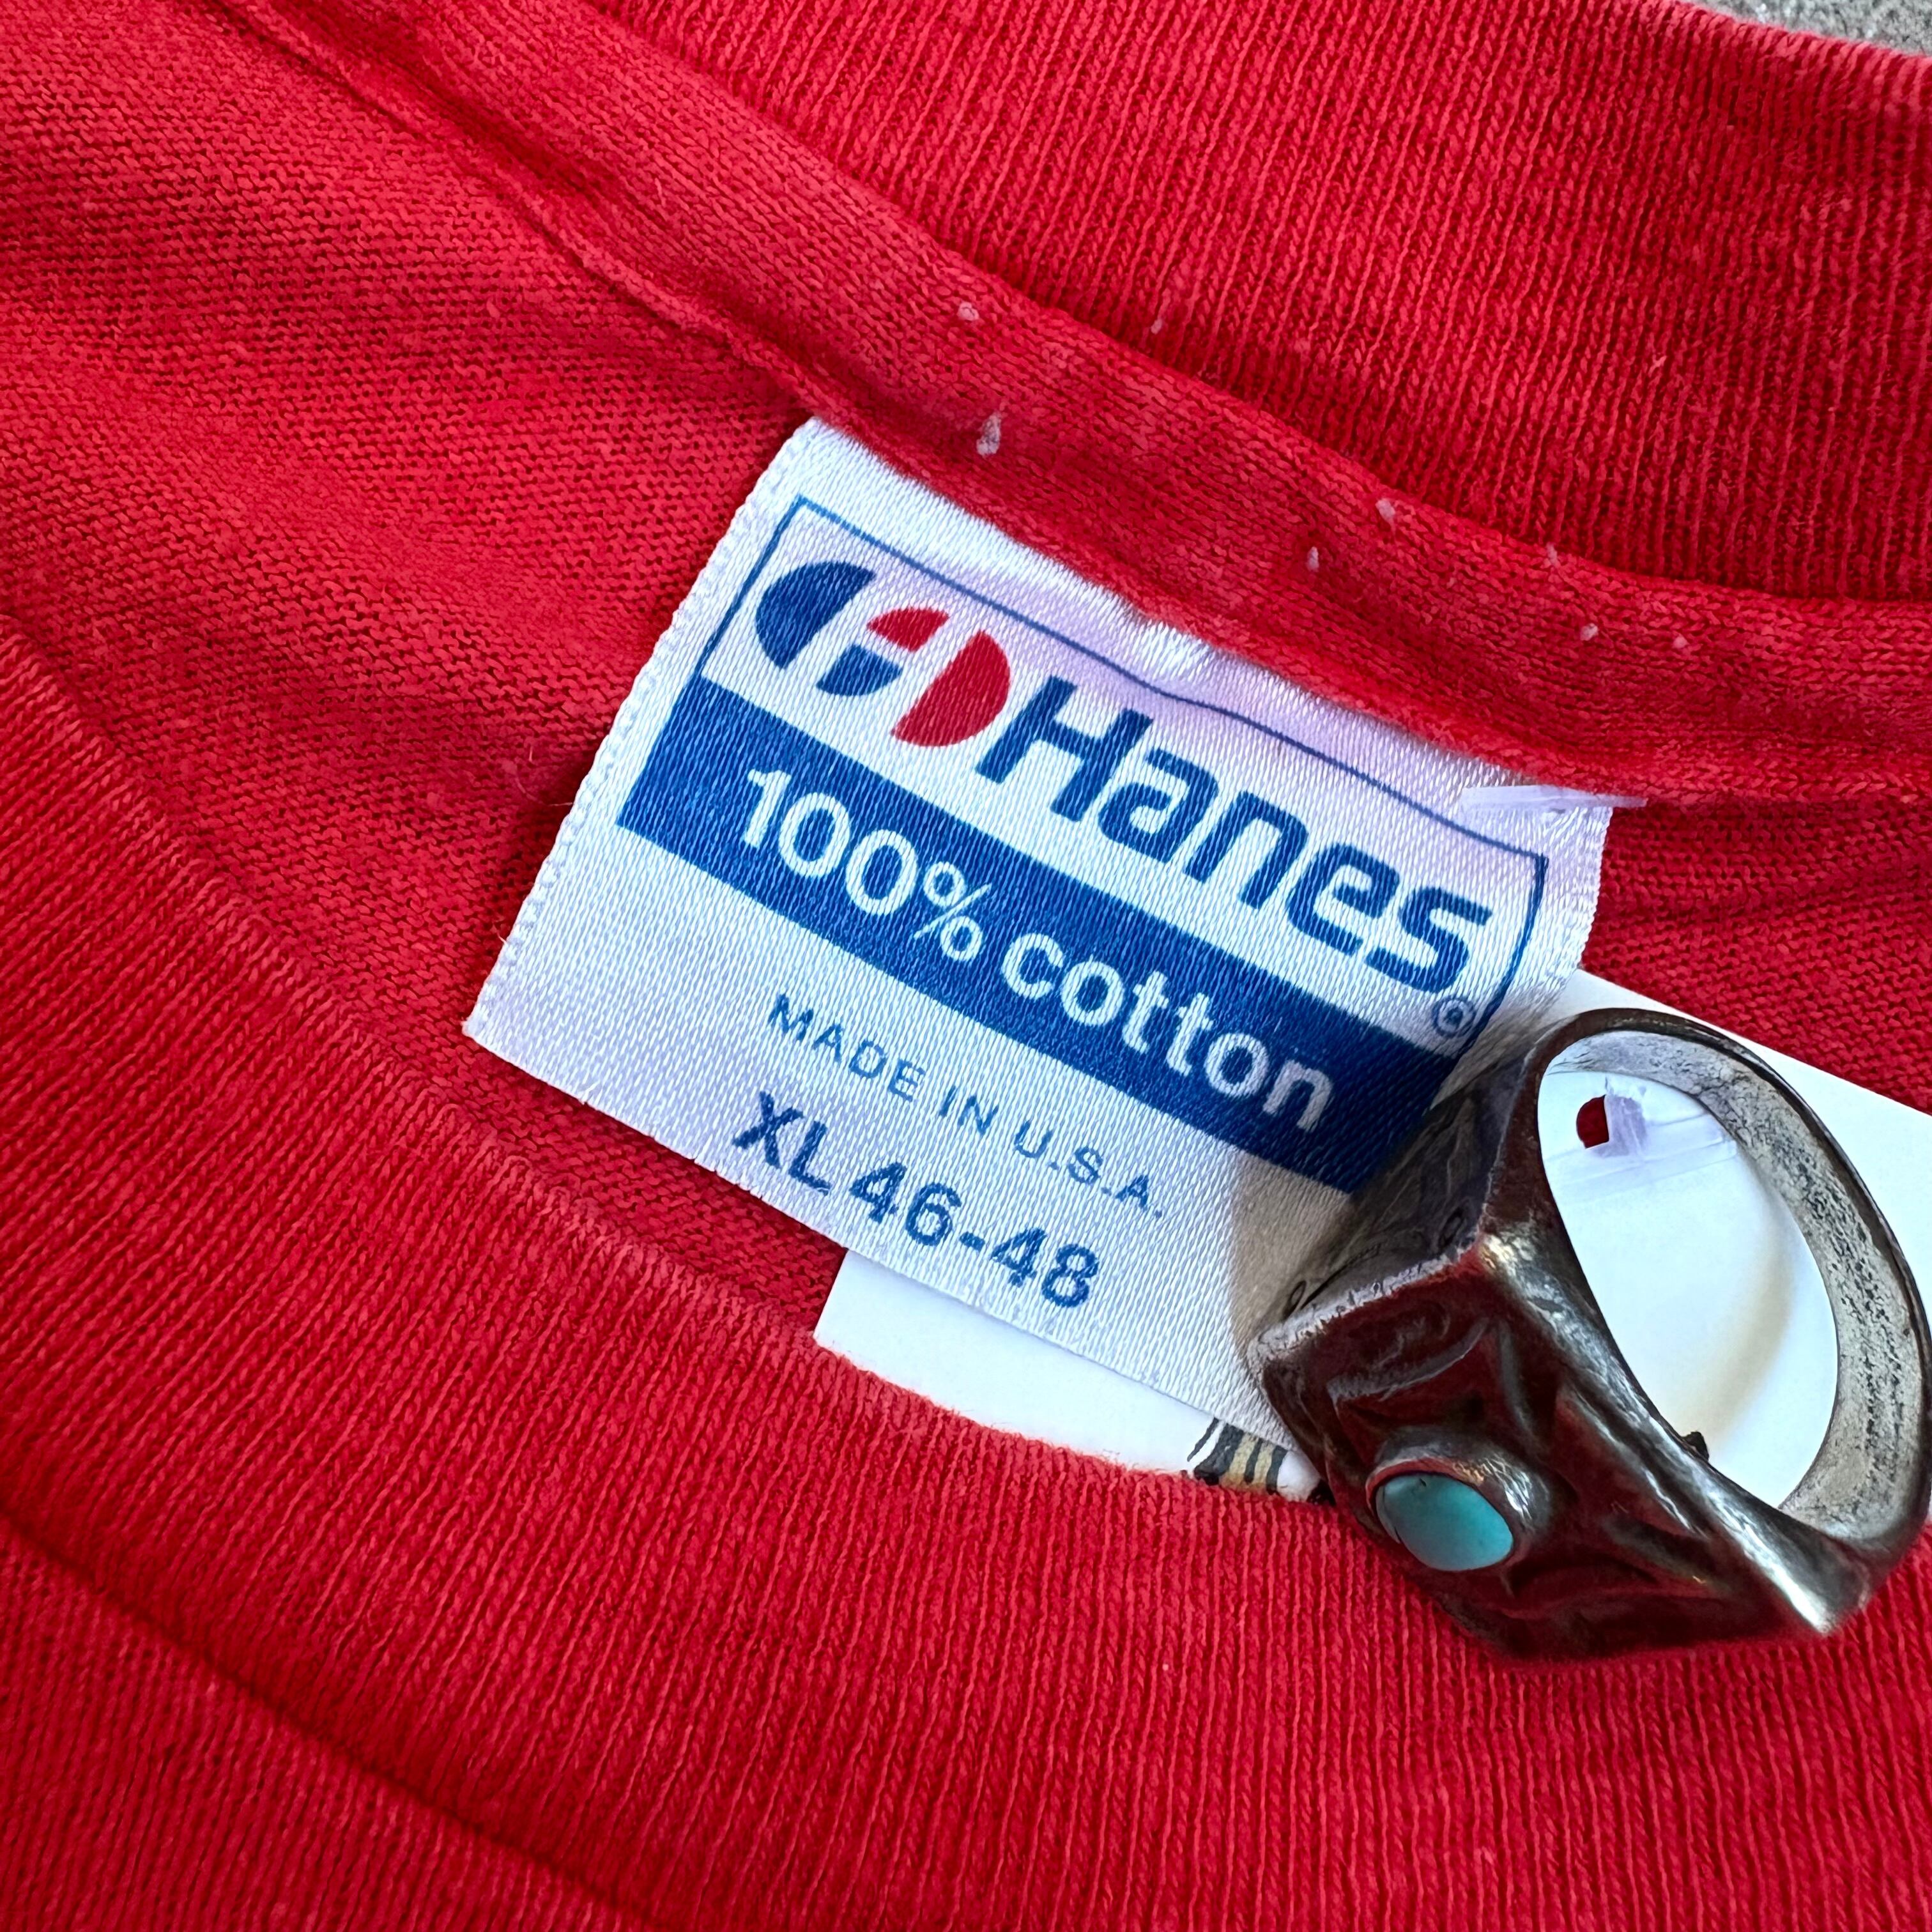 Hanes®
100% cotton
MADE IN U.S.A.
XL 46-48